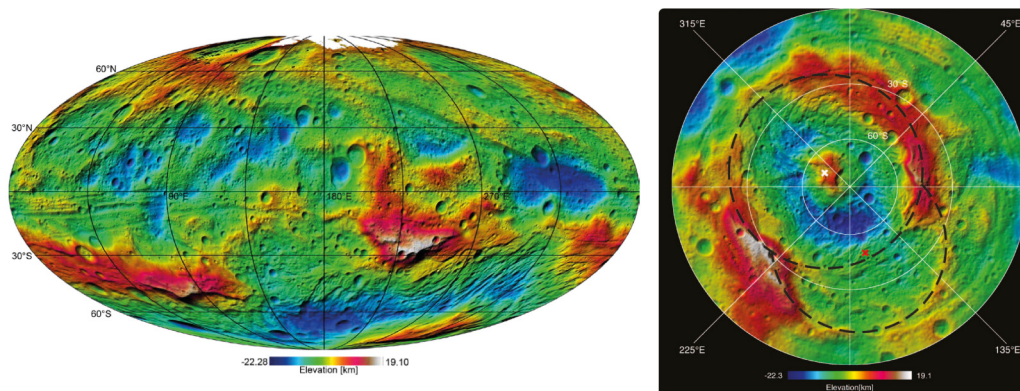 60°N
30°N
90°E
180°E
270°E
30°S
60°S
-22.28
19.10
Elevation [km]
315°E
45°E
30°S
60°S
225°E
135°E
-22.3
19.1
Elevation[km]